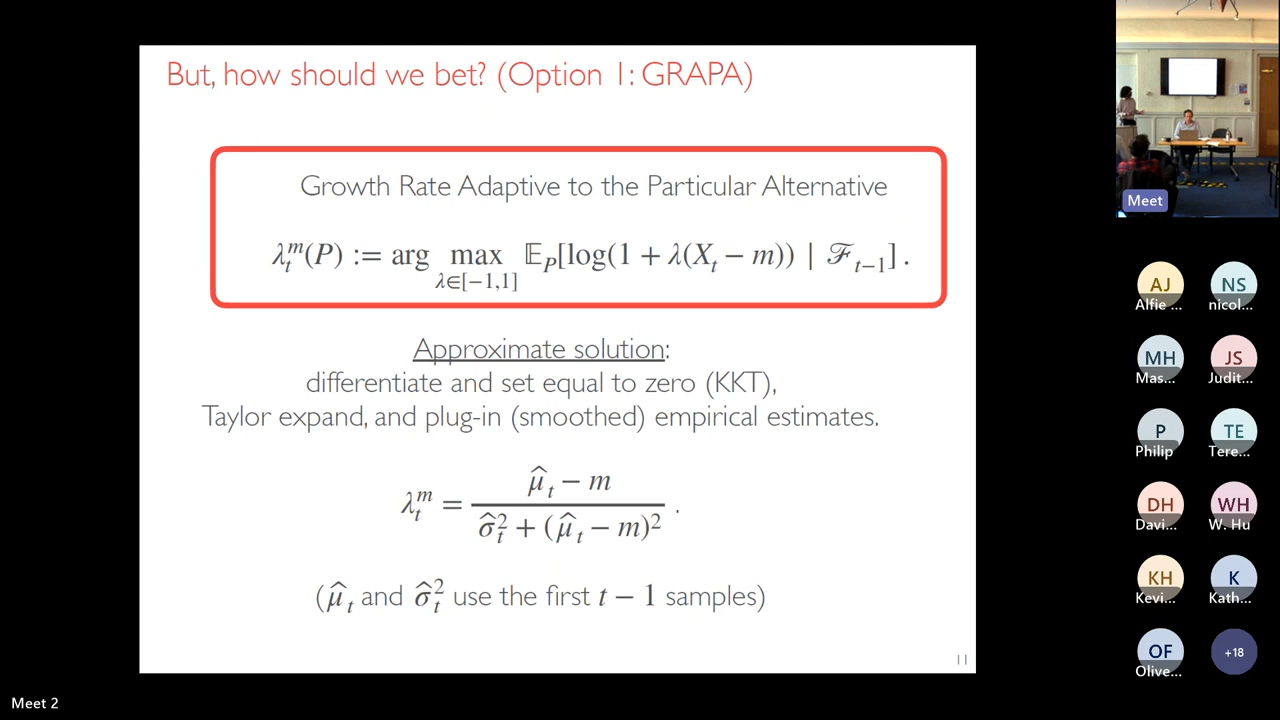 But, how should we bet? (Option 1: GRAPA)
Growth Rate Adaptive to the Particular Alternative
λₜᵐ(P) := arg max_{λ∈[−1,1]} 𝔼_P[log(1 + λ(Xₜ − m)) | ℱₜ₋₁] .
Approximate solution:
differentiate and set equal to zero (KKT),
Taylor expand, and plug-in (smoothed) empirical estimates.
λₜᵐ = (μ̂ₜ − m) / (σ̂ₜ² + (μ̂ₜ − m)²) .
(μ̂ₜ and σ̂ₜ² use the first t − 1 samples)
11
Meet
AJ
Alfie ...
NS
nicol...
MH
Mas...
JS
Judit...
P
Philip
TE
Tere...
DH
Davi...
WH
W. Hu
KH
Kevi...
K
Kath...
OF
Olive...
+18
Meet 2